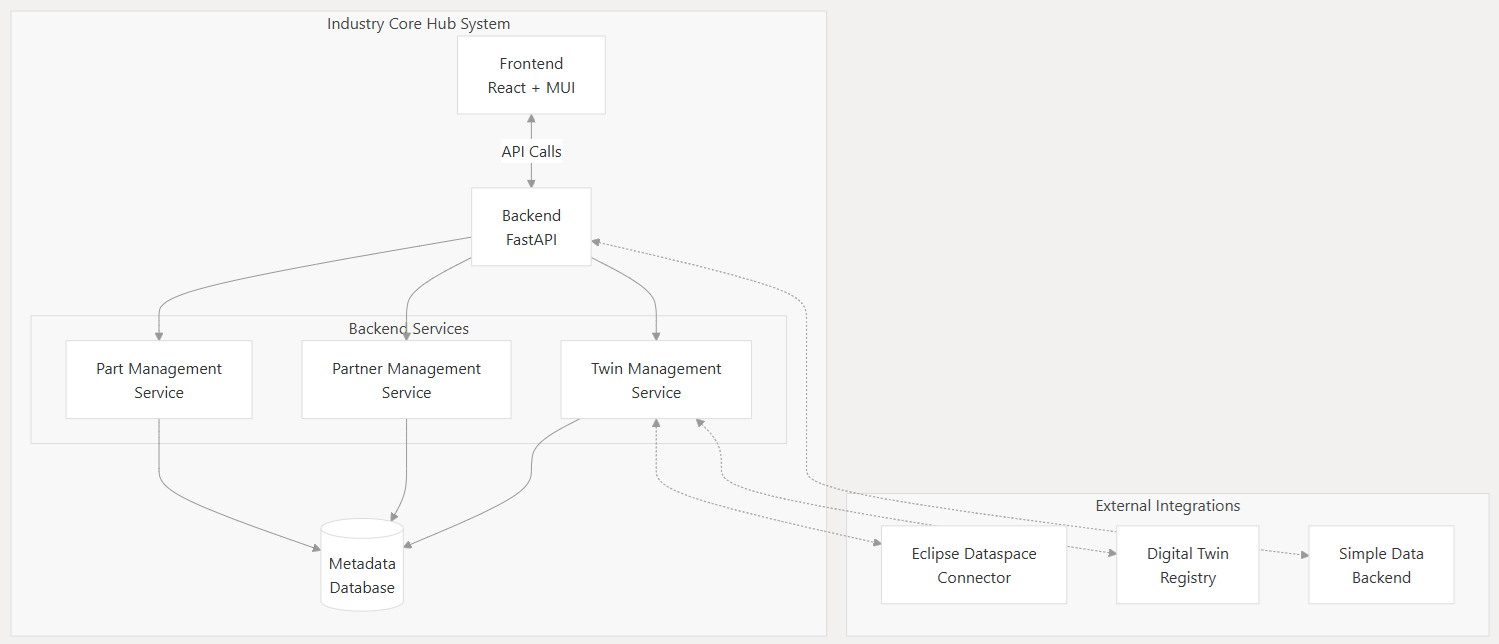 Industry Core Hub System
Frontend
React + MUI
API Calls
Backend
FastAPI
Backend Services
Part Management
Service
Partner Management
Service
Twin Management
Service
Metadata
Database
External Integrations
Eclipse Dataspace
Connector
Digital Twin
Registry
Simple Data
Backend